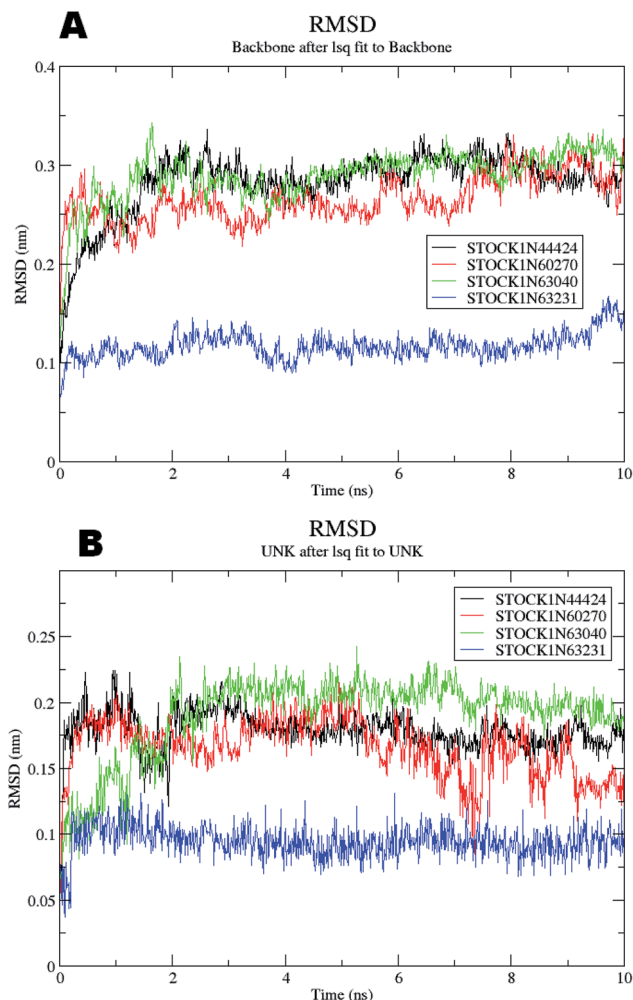 A
RMSD
Backbone after lsq fit to Backbone
0.4
0.3
0.2
0.1
0
RMSD (nm)
STOCK1N44424
STOCK1N60270
STOCK1N63040
STOCK1N63231
0 2 4 6 8 10
Time (ns)
B
RMSD
UNK after lsq fit to UNK
0.25
0.2
0.15
0.1
0.05
0
RMSD (nm)
STOCK1N44424
STOCK1N60270
STOCK1N63040
STOCK1N63231
0 2 4 6 8 10
Time (ns)